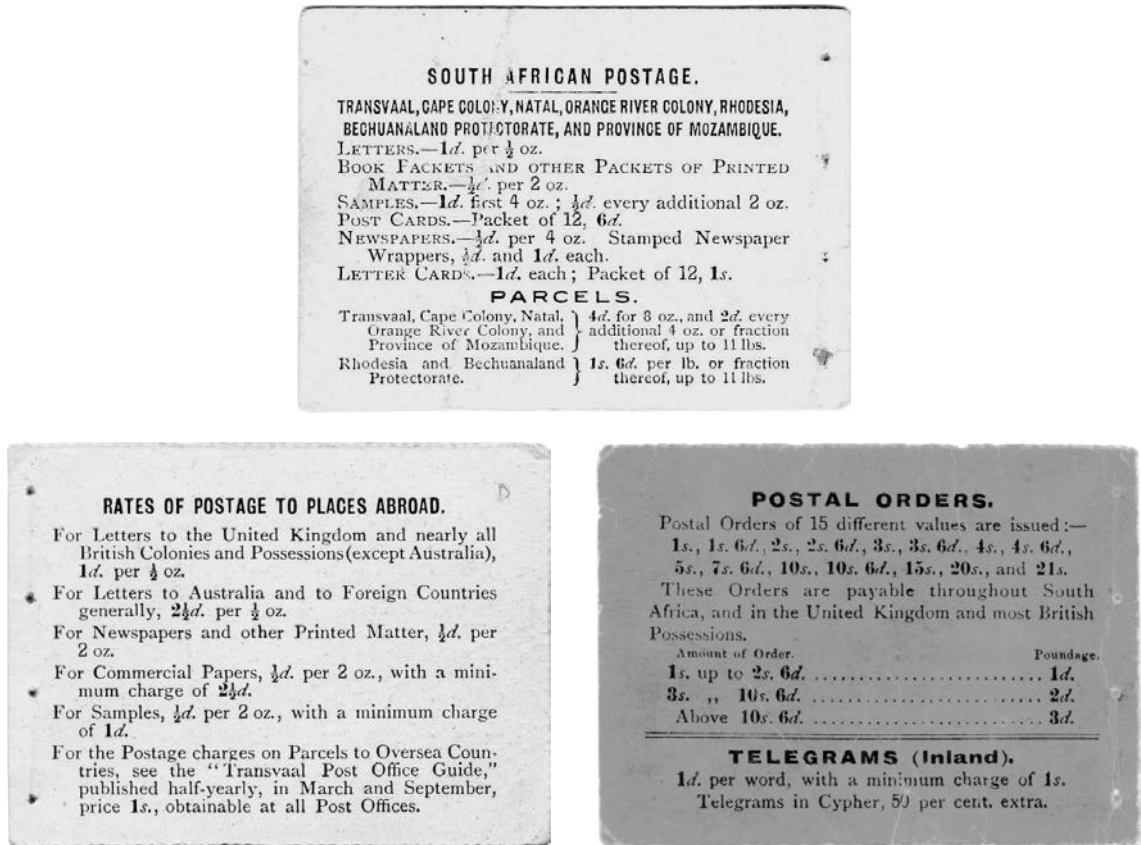 SOUTH AFRICAN POSTAGE.
TRANSVAAL, CAPE COLONY, NATAL, ORANGE RIVER COLONY, RHODESIA,
BECHUANALAND PROTECTORATE, AND PROVINCE OF MOZAMBIQUE.
LETTERS.—1d. per ½ oz.
BOOK PACKETS AND OTHER PACKETS OF PRINTED
MATTER.—½d. per 2 oz.
SAMPLES.—1d. first 4 oz.; ½d. every additional 2 oz.
POST CARDS.—Packet of 12, 6d.
NEWSPAPERS.—½d. per 4 oz. Stamped Newspaper
Wrappers, ½d. and 1d. each.
LETTER CARDS.—1d. each; Packet of 12, 1s.
PARCELS.
Transvaal, Cape Colony, Natal, } 4d. for 8 oz., and 2d. every
Orange River Colony, and } additional 4 oz. or fraction
Province of Mozambique. } thereof, up to 11 lbs.
Rhodesia and Bechuanaland } 1s. 6d. per lb. or fraction
Protectorate. } thereof, up to 11 lbs.
RATES OF POSTAGE TO PLACES ABROAD.
D
For Letters to the United Kingdom and nearly all
British Colonies and Possessions (except Australia),
1d. per ½ oz.
For Letters to Australia and to Foreign Countries
generally, 2½d. per ½ oz.
For Newspapers and other Printed Matter, ½d. per
2 oz.
For Commercial Papers, ½d. per 2 oz., with a mini-
mum charge of 2½d.
For Samples, ½d. per 2 oz., with a minimum charge
of 1d.
For the Postage charges on Parcels to Oversea Coun-
tries, see the "Transvaal Post Office Guide,"
published half-yearly, in March and September,
price 1s., obtainable at all Post Offices.
POSTAL ORDERS.
Postal Orders of 15 different values are issued:—
1s., 1s. 6d., 2s., 2s. 6d., 3s., 3s. 6d., 4s., 4s. 6d.,
5s., 7s. 6d., 10s., 10s. 6d., 15s., 20s., and 21s.
These Orders are payable throughout South
Africa, and in the United Kingdom and most British
Possessions.
Amount of Order. Poundage.
1s. up to 2s. 6d. ........................ 1d.
3s. „ 10s. 6d. ........................ 2d.
Above 10s. 6d. ........................ 3d.
TELEGRAMS (Inland).
1d. per word, with a minimum charge of 1s.
Telegrams in Cypher, 50 per cent. extra.